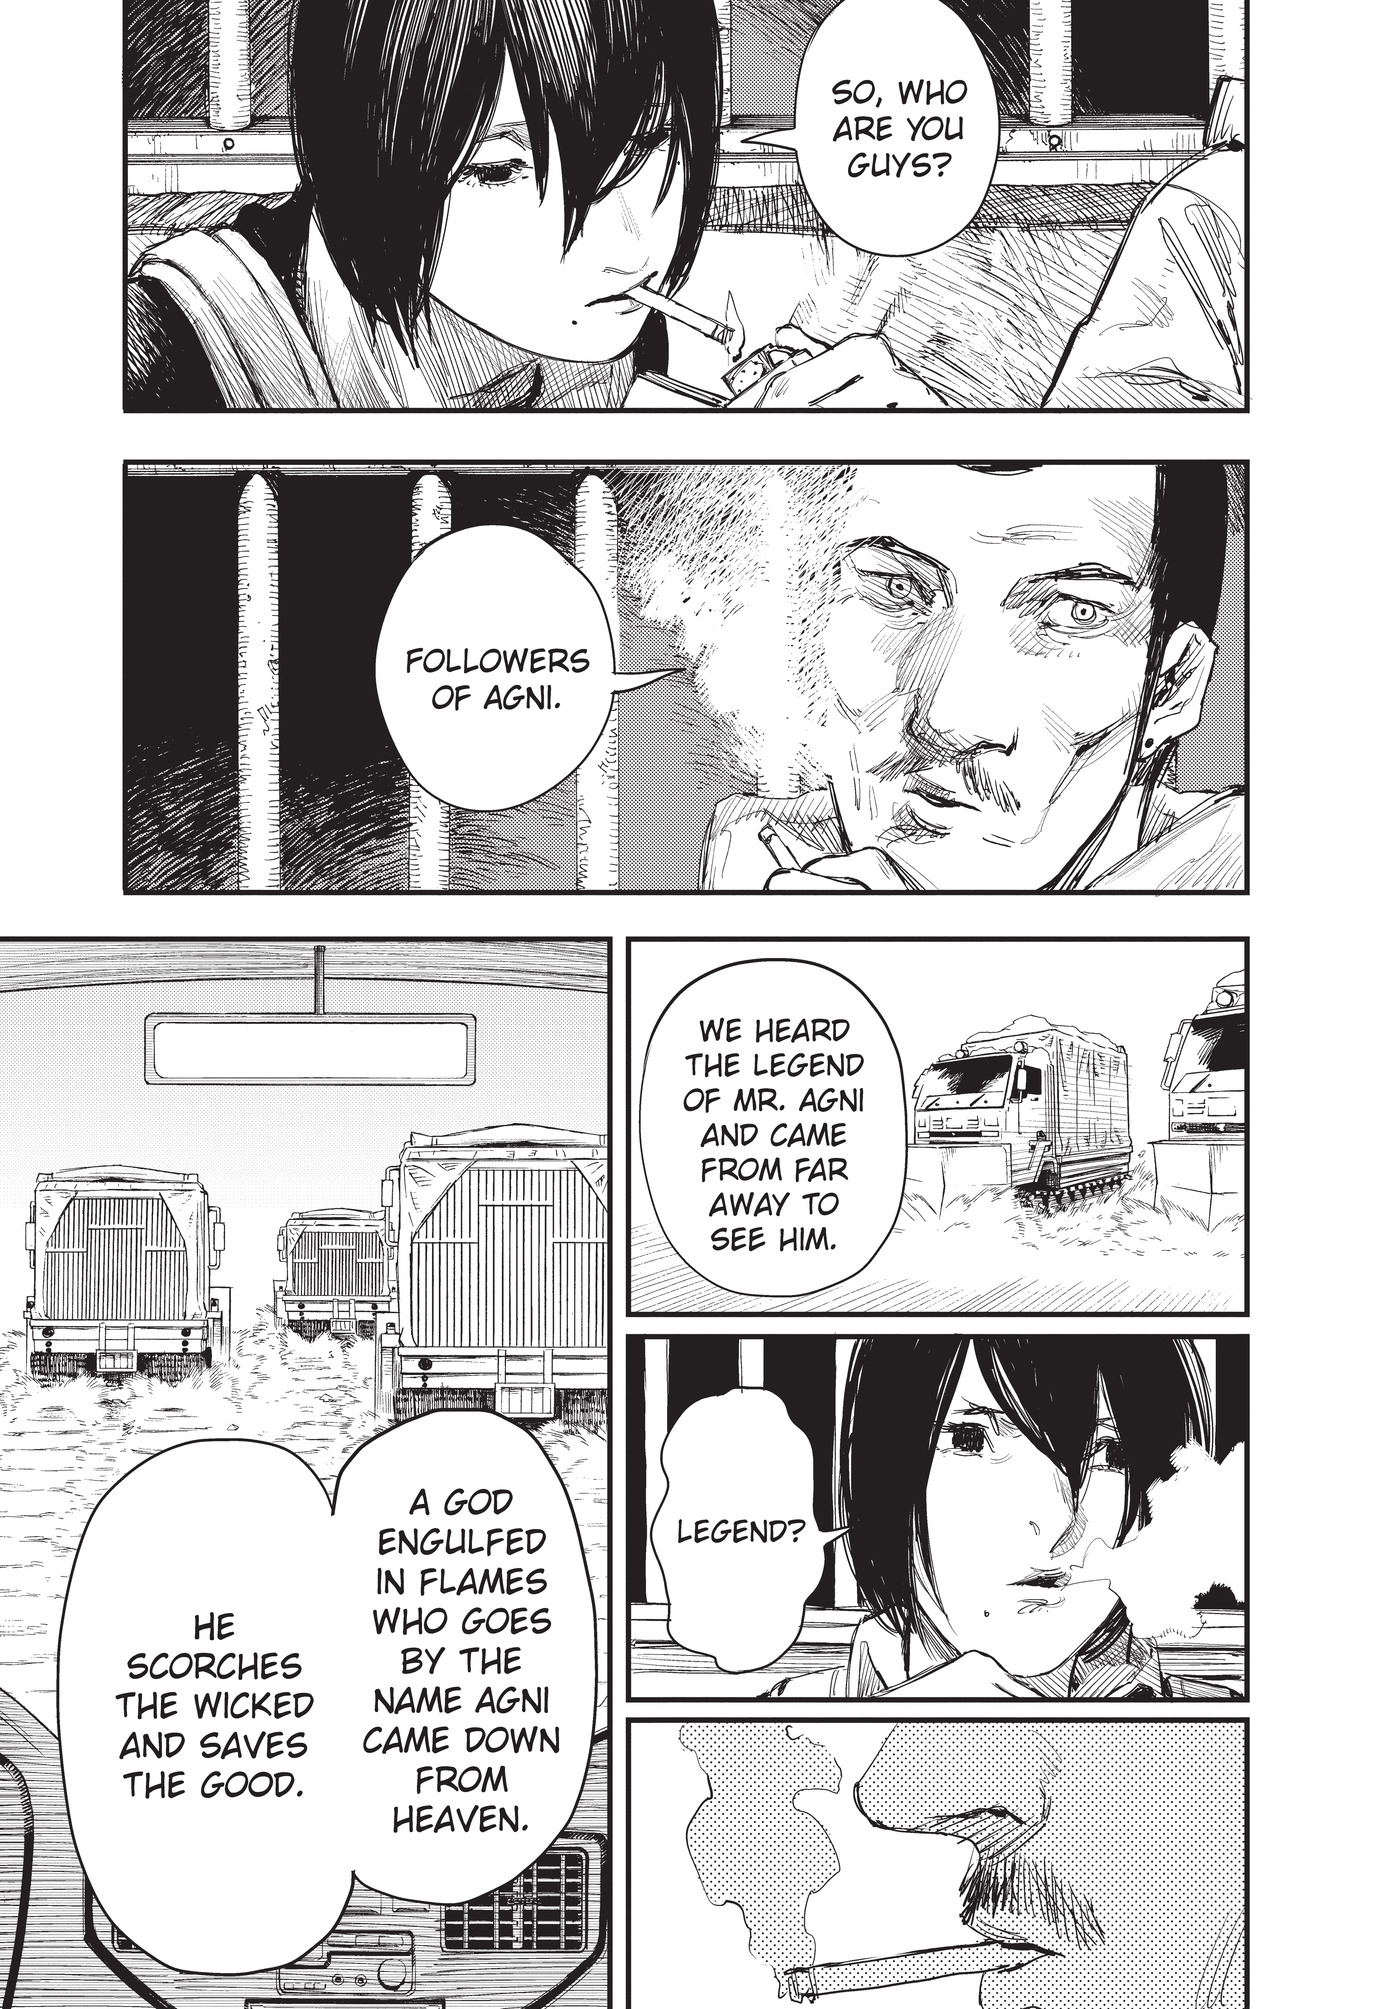 SO, WHO
ARE YOU
GUYS?
FOLLOWERS
OF AGNI.
WE HEARD
THE LEGEND
OF MR. AGNI
AND CAME
FROM FAR
AWAY TO
SEE HIM.
LEGEND?
A GOD
ENGULFED
IN FLAMES
WHO GOES
BY THE
NAME AGNI
CAME DOWN
FROM
HEAVEN.
HE
SCORCHES
THE WICKED
AND SAVES
THE GOOD.